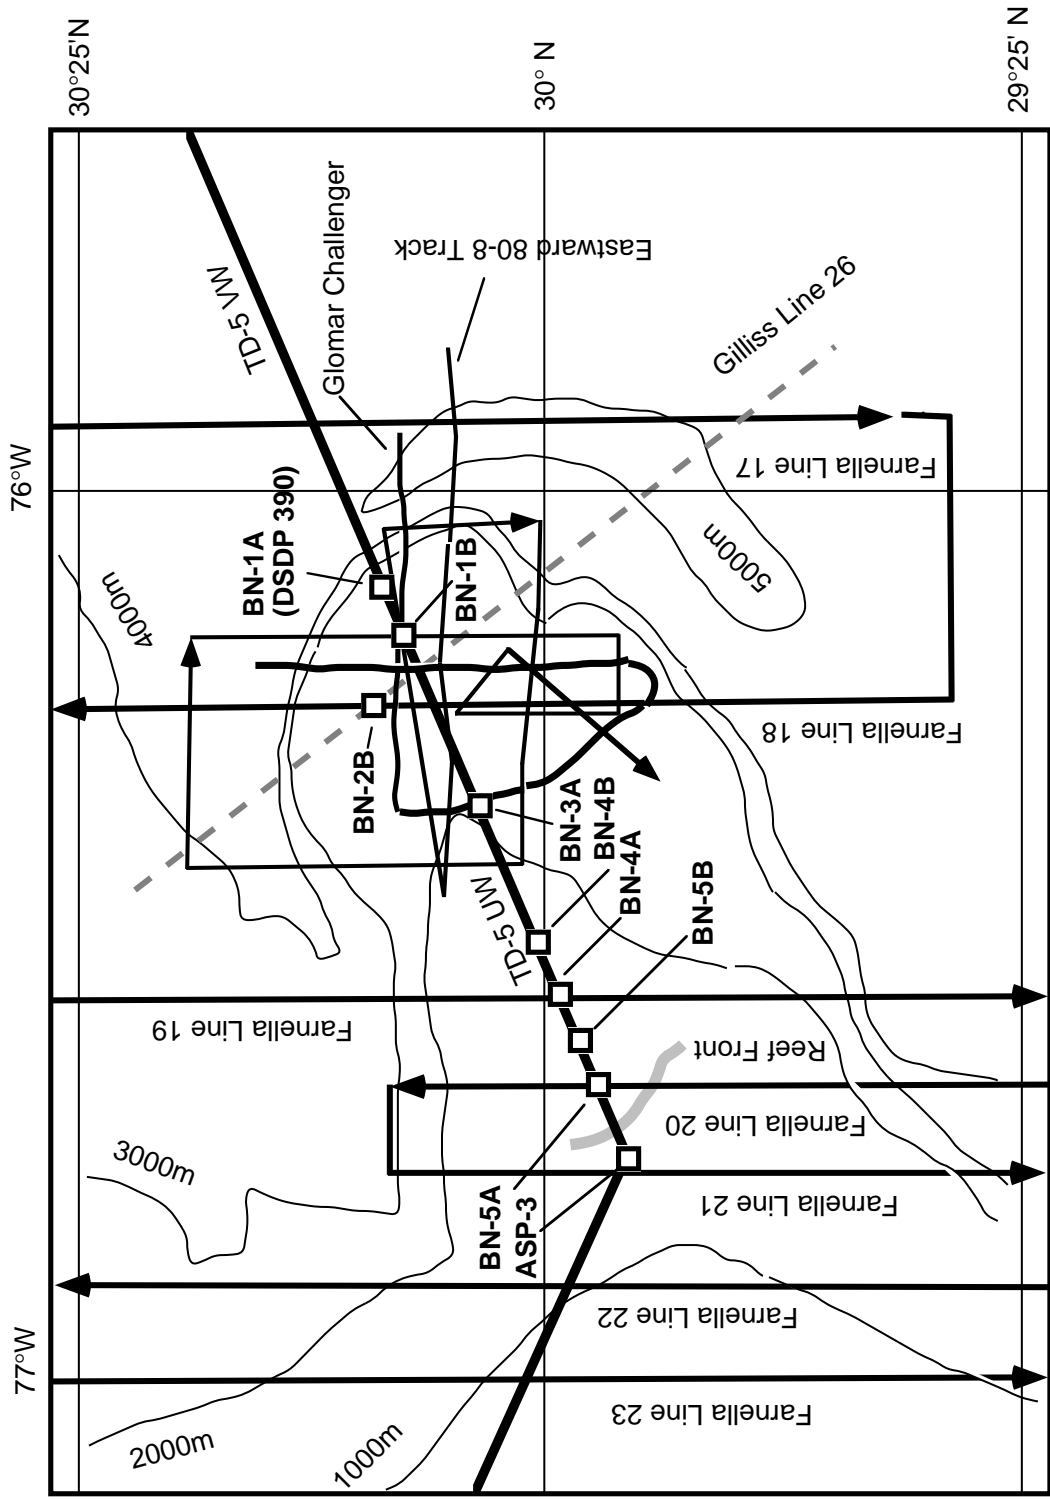 30°25'N
30° N
29°25' N
76°W
77°W
TD-5 VW
Glomar Challenger
Eastward 80-8 Track
Gilliss Line 26
Farnella Line 17
BN-1A
(DSDP 390)
BN-1B
4000m
5000m
BN-2B
Farnella Line 18
BN-3A
BN-4B
BN-4A
BN-5B
TD-5 UW
Farnella Line 19
Reef Front
Farnella Line 20
3000m
BN-5A
ASP-3
Farnella Line 21
Farnella Line 22
Farnella Line 23
2000m
1000m